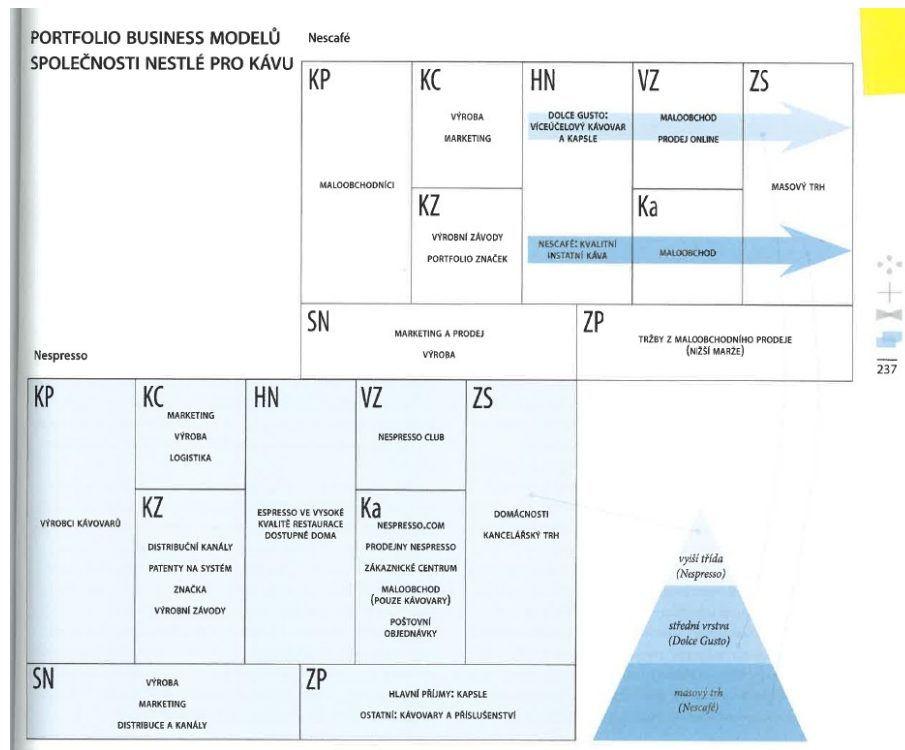 PORTFOLIO BUSINESS MODELŮ
SPOLEČNOSTI NESTLÉ PRO KÁVU
Nescafé
KP
MALOOBCHODNÍCI
KC
VÝROBA
MARKETING
KZ
VÝROBNÍ ZÁVODY
PORTFOLIO ZNAČEK
HN
DOLCE GUSTO:
VÍCEÚČELOVÝ KÁVOVAR
A KAPSLE
NESCAFÉ: KVALITNÍ
INSTATNÍ KÁVA
VZ
MALOOBCHOD
PRODEJ ONLINE
Ka
MALOOBCHOD
ZS
MASOVÝ TRH
SN
MARKETING A PRODEJ
VÝROBA
ZP
TRŽBY Z MALOOBCHODNÍHO PRODEJE
(NIŽŠÍ MARŽE)
237
Nespresso
KP
VÝROBCI KÁVOVARŮ
KC
MARKETING
VÝROBA
LOGISTIKA
KZ
DISTRIBUČNÍ KANÁLY
PATENTY NA SYSTÉM
ZNAČKA
VÝROBNÍ ZÁVODY
HN
ESPRESSO VE VYSOKÉ
KVALITĚ RESTAURACE
DOSTUPNÉ DOMA
VZ
NESPRESSO CLUB
Ka
NESPRESSO.COM
PRODEJNY NESPRESSO
ZÁKAZNICKÉ CENTRUM
MALOOBCHOD
(POUZE KÁVOVARY)
POŠTOVNÍ
OBJEDNÁVKY
ZS
DOMÁCNOSTI
KANCELÁŘSKÝ TRH
SN
VÝROBA
MARKETING
DISTRIBUCE A KANÁLY
ZP
HLAVNÍ PŘÍJMY: KAPSLE
OSTATNÍ: KÁVOVARY A PŘÍSLUŠENSTVÍ
vyšší třída
(Nespresso)
střední vrstva
(Dolce Gusto)
masový trh
(Nescafé)